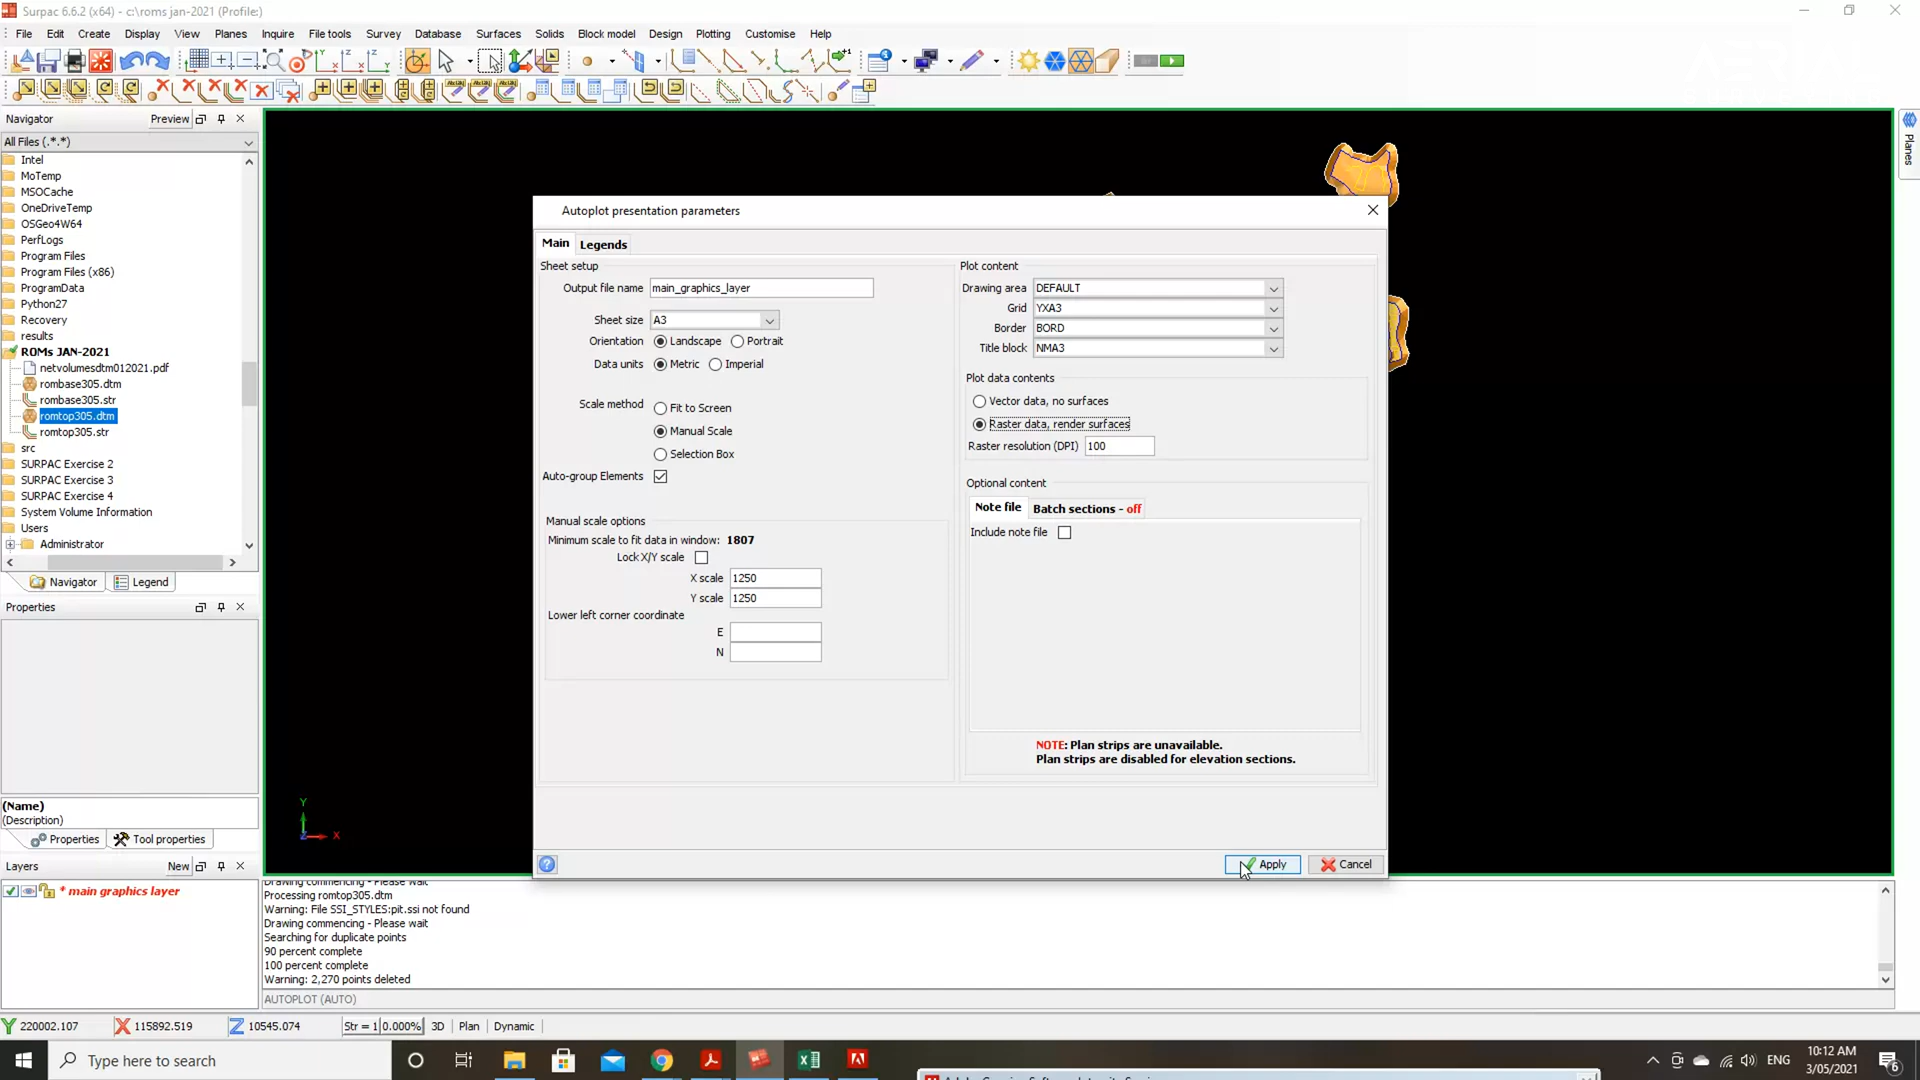 Surpac 6.6.2 (x64) - c:\roms jan-2021 (Profile:)
File Edit Create Display View Planes Inquire File tools Survey Database Surfaces Solids Block model Design Plotting Customise Help
Navigator Preview
All Files (.*.*)
Intel
MoTemp
MSOCache
OneDriveTemp
OSGeo4W64
PerfLogs
Program Files
Program Files (x86)
ProgramData
Python27
Recovery
results
ROMs JAN-2021
netvolumesdtm012021.pdf
rombase305.dtm
rombase305.str
romtop305.dtm
romtop305.str
src
SURPAC Exercise 2
SURPAC Exercise 3
SURPAC Exercise 4
System Volume Information
Users
Administrator
Navigator Legend
Properties
(Name)
(Description)
Properties Tool properties
Layers New
* main graphics layer
Planes
Autoplot presentation parameters
Main Legends
Sheet setup
Output file name main_graphics_layer
Sheet size A3
Orientation Landscape Portrait
Data units Metric Imperial
Scale method Fit to Screen
Manual Scale
Selection Box
Auto-group Elements
Manual scale options
Minimum scale to fit data in window: 1807
Lock X/Y scale
X scale 1250
Y scale 1250
Lower left corner coordinate
E
N
Plot content
Drawing area DEFAULT
Grid YXA3
Border BORD
Title block NMA3
Plot data contents
Vector data, no surfaces
Raster data, render surfaces
Raster resolution (DPI) 100
Optional content
Note file Batch sections - off
Include note file
NOTE: Plan strips are unavailable.
Plan strips are disabled for elevation sections.
Apply Cancel
Y
X
Drawing commencing - Please wait
Processing romtop305.dtm
Warning: File SSI_STYLES:pit.ssi not found
Drawing commencing - Please wait
Searching for duplicate points
90 percent complete
100 percent complete
Warning: 2,270 points deleted
AUTOPLOT (AUTO)
Y 220002.107 X 115892.519 Z 10545.074 Str = 1 0.000% 3D Plan Dynamic
Type here to search
ENG
10:12 AM
3/05/2021
6